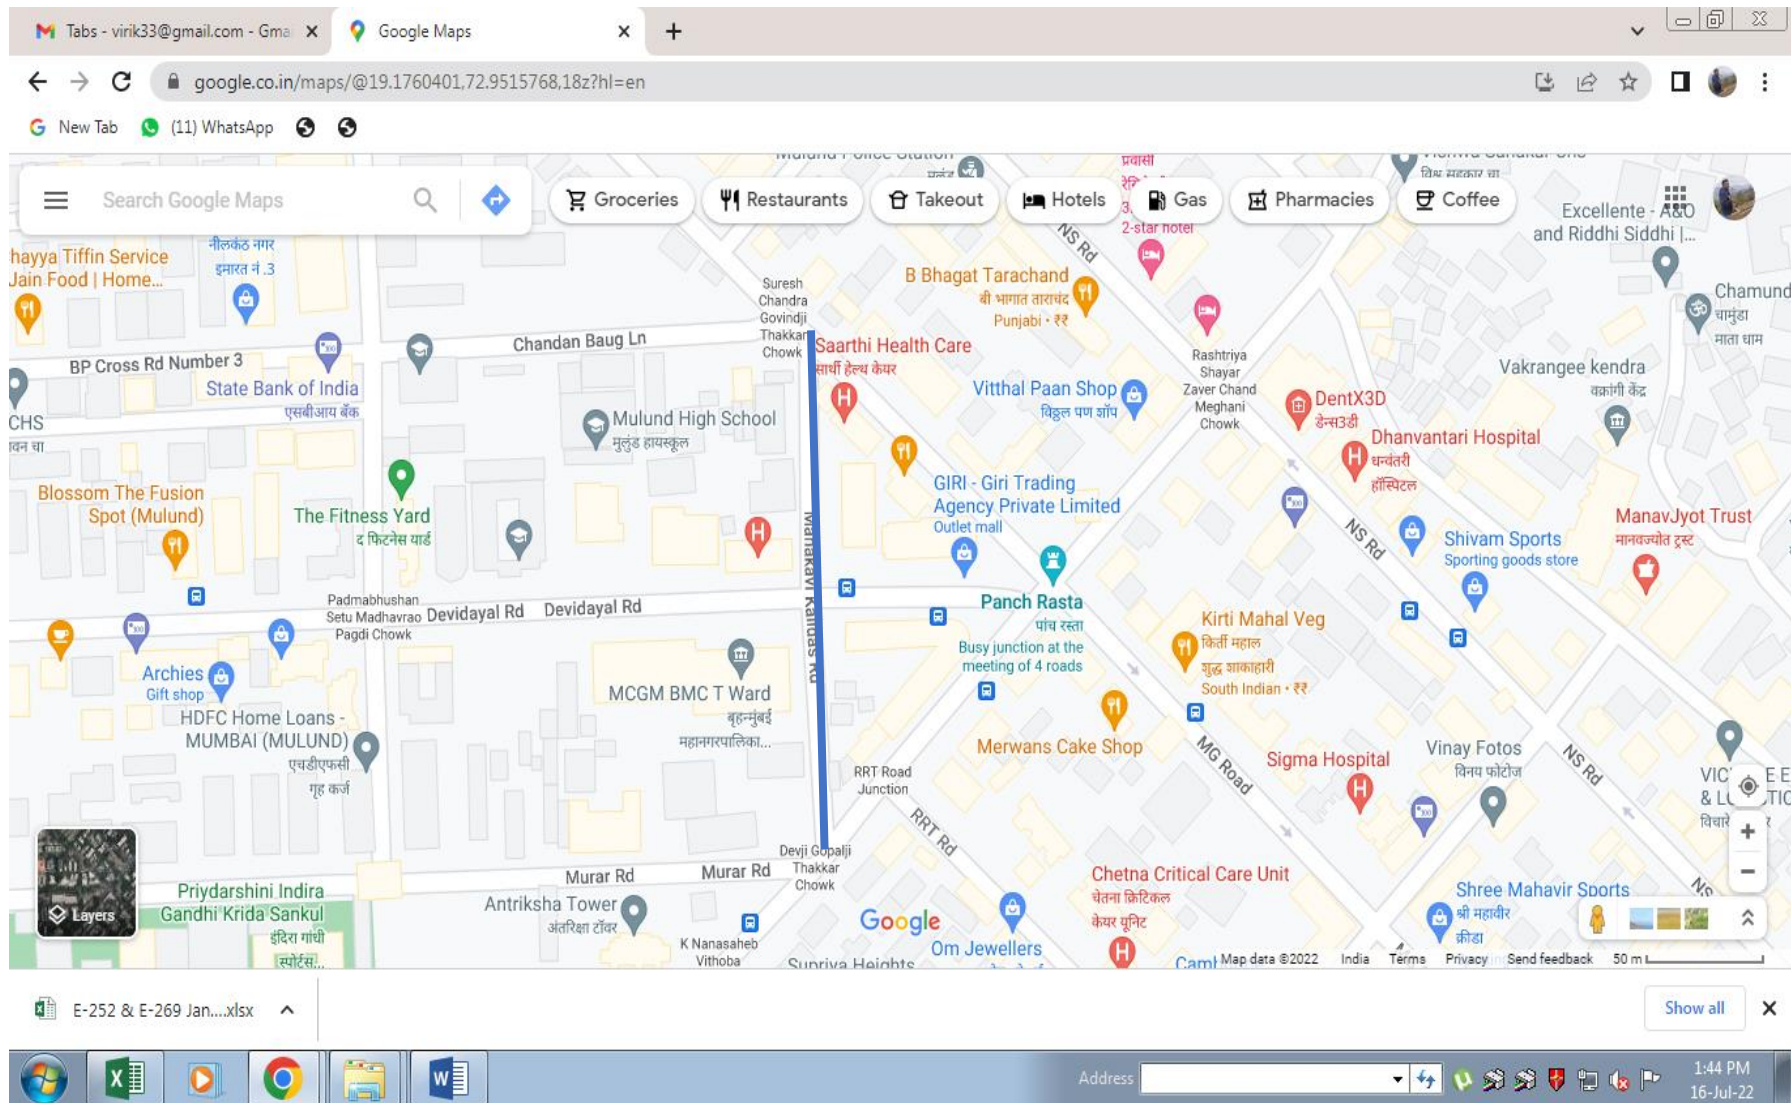 Tabs - virik33@gmail.com - Gma
Google Maps
google.co.in/maps/@19.1760401,72.9515768,18z?hl=en
New Tab
(11) WhatsApp
Search Google Maps
Groceries
Restaurants
Takeout
Hotels
Gas
Pharmacies
Coffee
प्रवासी
2-star hotel
Excellente - A&O
and Riddhi Siddhi |...
hayya Tiffin Service
Jain Food | Home...
नीलकंठ नगर
इमारत नं .3
Suresh
Chandra
Govindji
Thakkar
Chowk
B Bhagat Tarachand
बी भागात ताराचंद
Punjabi · ₹₹
NS Rd
Chamund
चामुंडा
माता धाम
BP Cross Rd Number 3
Chandan Baug Ln
State Bank of India
एसबीआय बँक
Saarthi Health Care
सार्थी हेल्थ केयर
Rashtriya
Shayar
Zaver Chand
Meghani
Chowk
Vitthal Paan Shop
विठ्ठल पण शॉप
Vakrangee kendra
वक्रांगी केंद्र
DentX3D
डेन्स3डी
CHS
वन चा
Mulund High School
मुलुंड हायस्कूल
Dhanvantari Hospital
धन्वंतरी
हॉस्पिटल
Blossom The Fusion
Spot (Mulund)
The Fitness Yard
द फिटनेस यार्ड
GIRI - Giri Trading
Agency Private Limited
Outlet mall
Mahakavi Kalidas Rd
NS Rd
Shivam Sports
Sporting goods store
ManavJyot Trust
मानवज्योत ट्रस्ट
Padmabhushan
Setu Madhavrao
Pagdi Chowk
Devidayal Rd
Devidayal Rd
Panch Rasta
पांच रस्ता
Busy junction at the
meeting of 4 roads
Kirti Mahal Veg
किर्ती महाल
शुद्ध शाकाहारी
South Indian · ₹₹
Archies
Gift shop
MCGM BMC T Ward
बृहन्मुंबई
महानगरपालिका...
HDFC Home Loans -
MUMBAI (MULUND)
एचडीएफसी
गृह कर्ज
Merwans Cake Shop
MG Road
Sigma Hospital
Vinay Fotos
विनय फोटोज
NS Rd
RRT Road
Junction
RRT Rd
Devji Gopalji
Thakkar
Chowk
Murar Rd
Murar Rd
Layers
Priydarshini Indira
Gandhi Krida Sankul
इंदिरा गांधी
स्पोर्टस्...
Antriksha Tower
अंतरिक्षा टॉवर
K Nanasaheb
Vithoba
Supriya Heights
Google
Om Jewellers
Chetna Critical Care Unit
चेतना क्रिटिकल
केयर यूनिट
Shree Mahavir Sports
श्री महावीर
क्रीडा
NS
Map data ©2022
India
Terms
Privacy
Send feedback
50 m
E-252 & E-269 Jan....xlsx
Show all
Address
1:44 PM
16-Jul-22